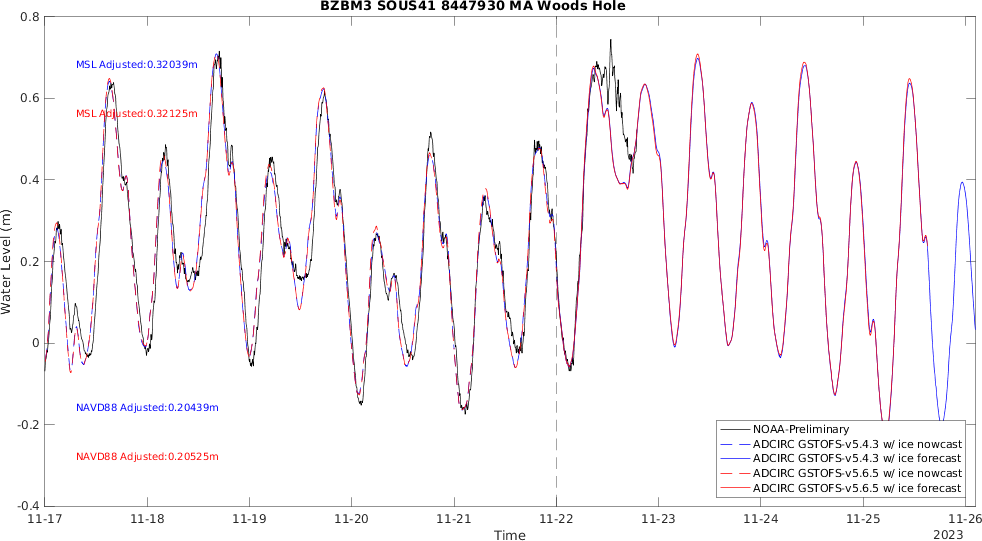 BZBM3 SOUS41 8447930 MA Woods Hole
0.8
0.6
0.4
0.2
0
-0.2
-0.4
Water Level (m)
MSL Adjusted:0.32039m
MSL Adjusted:0.32125m
NAVD88 Adjusted:0.20439m
NAVD88 Adjusted:0.20525m
NOAA-Preliminary
ADCIRC GSTOFS-v5.4.3 w/ ice nowcast
ADCIRC GSTOFS-v5.4.3 w/ ice forecast
ADCIRC GSTOFS-v5.6.5 w/ ice nowcast
ADCIRC GSTOFS-v5.6.5 w/ ice forecast
11-17 11-18 11-19 11-20 11-21 11-22 11-23 11-24 11-25 11-26
Time
2023